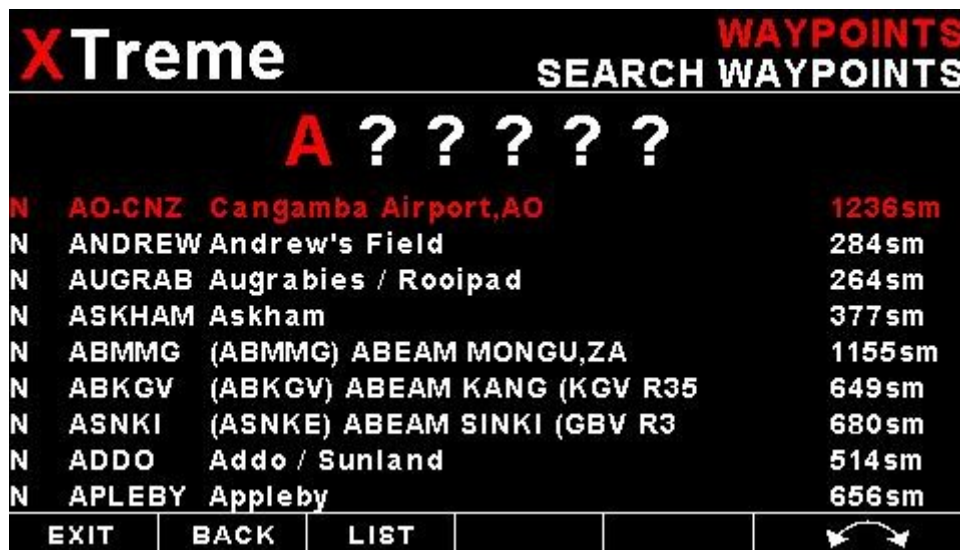 XTreme
WAYPOINTS
SEARCH WAYPOINTS
A ? ? ? ? ?
N AO-CNZ Cangamba Airport,AO 1236sm
N ANDREW Andrew's Field 284sm
N AUGRAB Augrabies / Rooipad 264sm
N ASKHAM Askham 377sm
N ABMMG (ABMMG) ABEAM MONGU,ZA 1155sm
N ABKGV (ABKGV) ABEAM KANG (KGV R35 649sm
N ASNKI (ASNKE) ABEAM SINKI (GBV R3 680sm
N ADDO Addo / Sunland 514sm
N APLEBY Appleby 656sm
EXIT BACK LIST